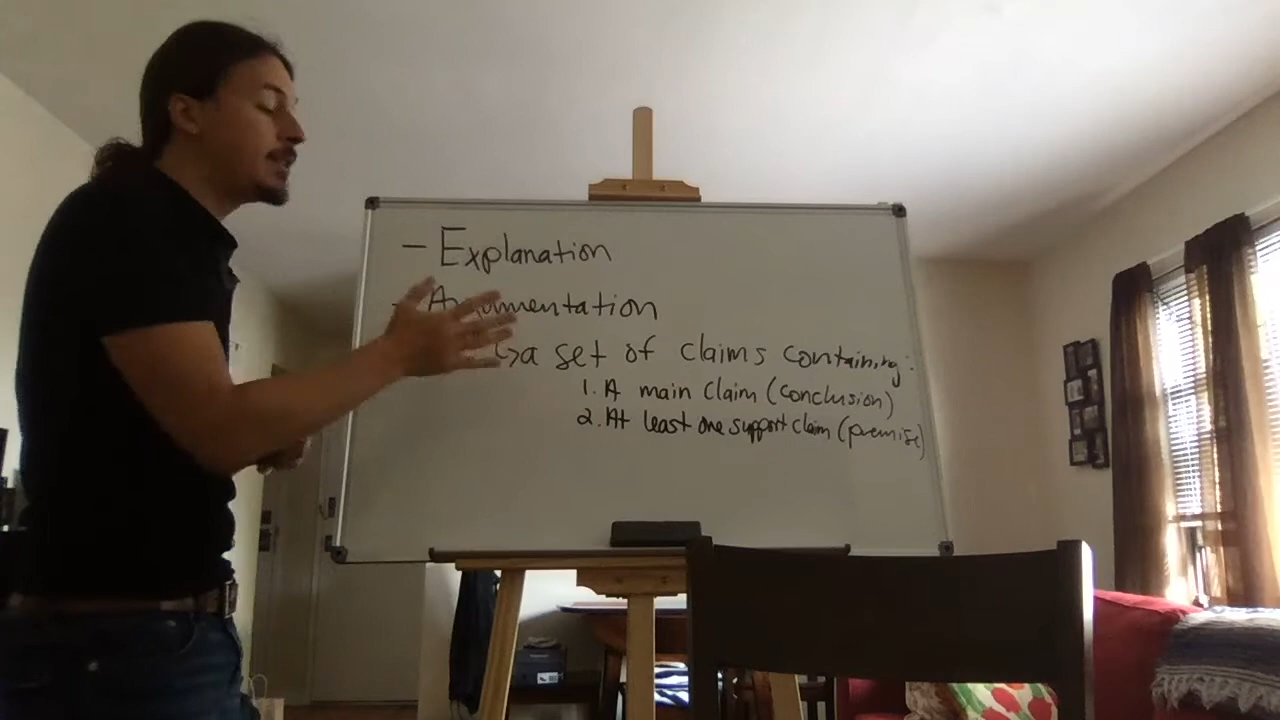 - Explanation
- Argumentation
↳a set of claims containing:
1. A main claim (conclusion)
2. At least one support claim (premise)